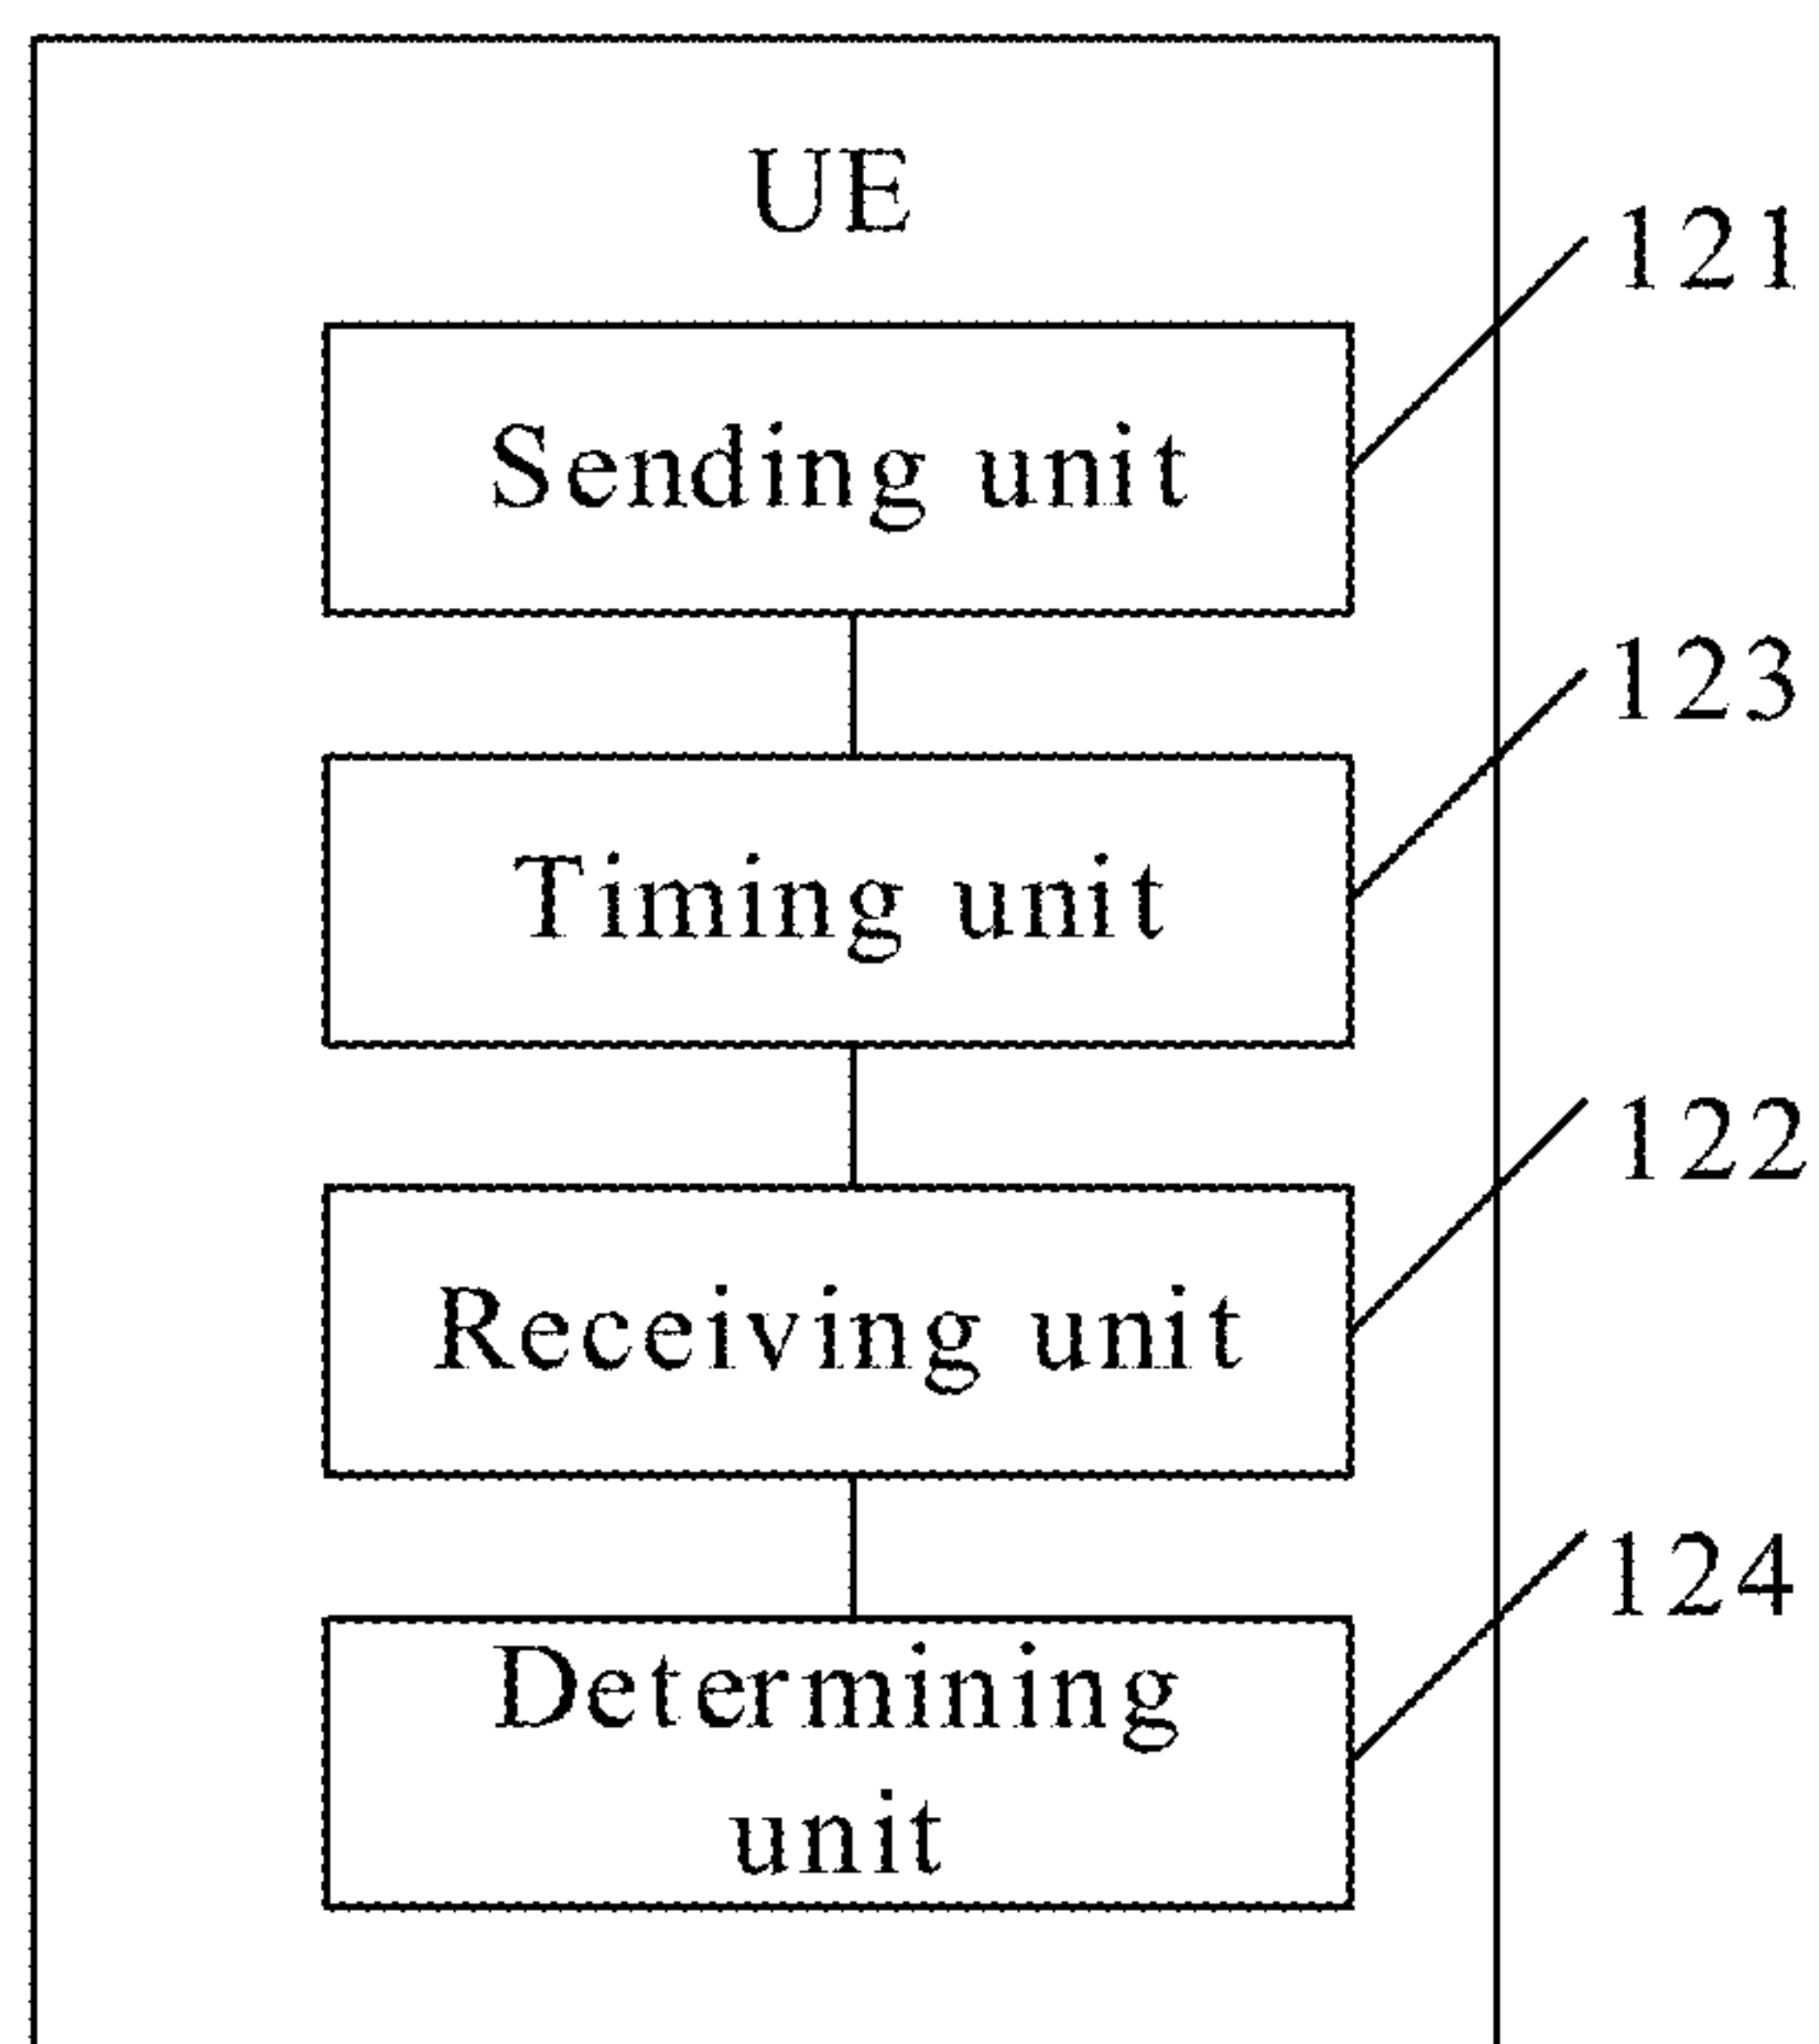 UE
121
Sending unit
123
Timing unit
122
Receiving unit
124
Determining
unit